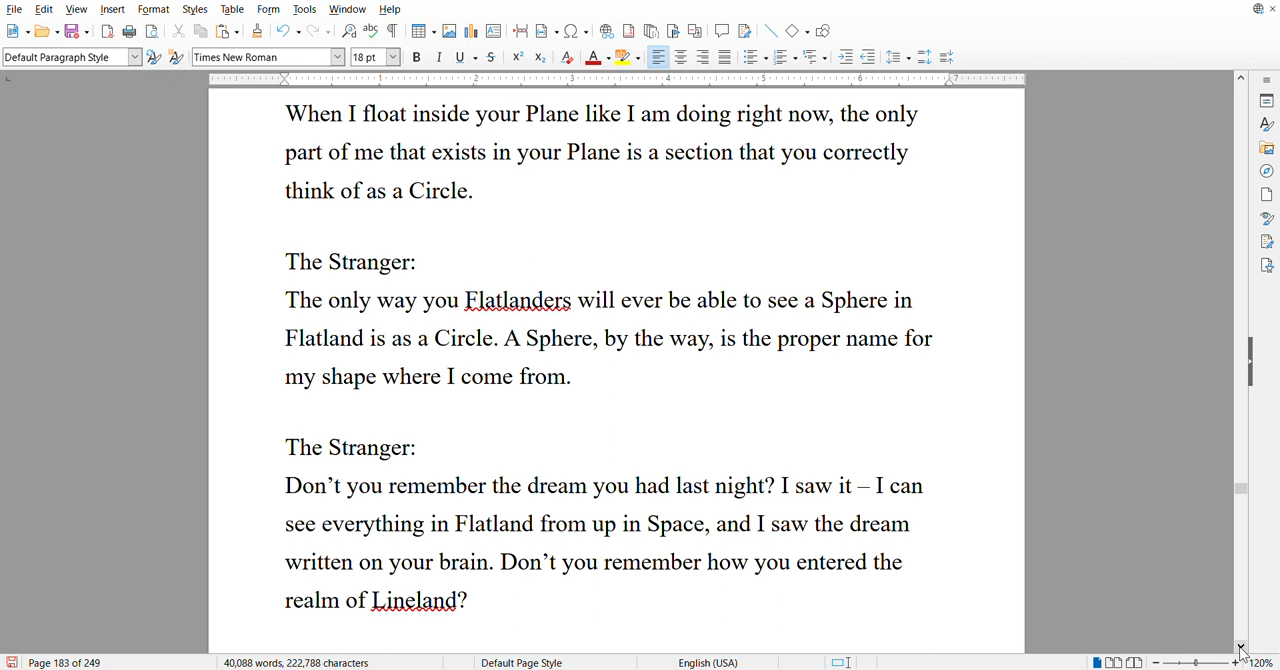 File Edit View Insert Format Styles Table Form Tools Window Help
Default Paragraph Style Times New Roman 18 pt
1 2 3 4 5 6 7
When I float inside your Plane like I am doing right now, the only
part of me that exists in your Plane is a section that you correctly
think of as a Circle.
The Stranger:
The only way you Flatlanders will ever be able to see a Sphere in
Flatland is as a Circle. A Sphere, by the way, is the proper name for
my shape where I come from.
The Stranger:
Don’t you remember the dream you had last night? I saw it – I can
see everything in Flatland from up in Space, and I saw the dream
written on your brain. Don’t you remember how you entered the
realm of Lineland?
Page 183 of 249 40,088 words, 222,788 characters Default Page Style English (USA) 120%